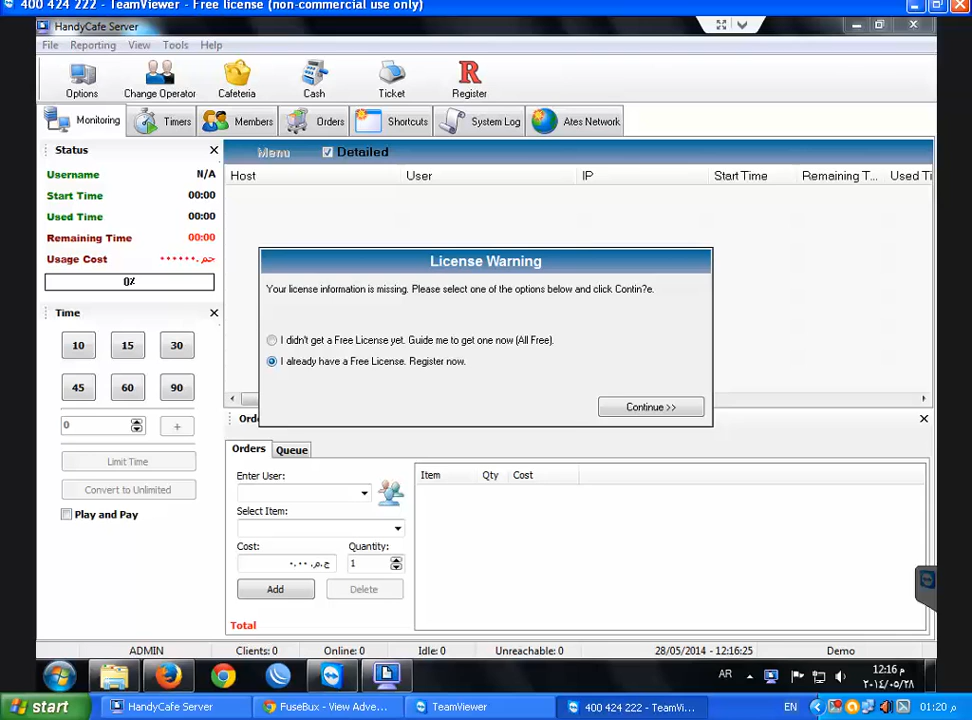 400 424 222 - TeamViewer - Free license (non-commercial use only)
HandyCafe Server
File Reporting View Tools Help
Options Change Operator Cafeteria Cash Ticket Register
Monitoring Timers Members Orders Shortcuts System Log Ates Network
Status
Menu Detailed
Username N/A
Host User IP Start Time Remaining T... Used Ti
Start Time 00:00
Used Time 00:00
Remaining Time 00:00
Usage Cost
0%
License Warning
Your license information is missing. Please select one of the options below and click Contin?e.
I didn't get a Free License yet. Guide me to get one now (All Free).
I already have a Free License. Register now.
Continue >>
Time
10 15 30
45 60 90
0 +
Limit Time
Convert to Unlimited
Play and Pay
Orders Queue
Enter User:
Item Qty Cost
Select Item:
Cost: Quantity:
ج.م.٠.٠٠ 1
Add Delete
Total
ADMIN Clients: 0 Online: 0 Idle: 0 Unreachable: 0 28/05/2014 - 12:16:25 Demo
AR 12:16 م
٢٠١٤/٠٥/٢٨
start HandyCafe Server FuseBux - View Adve... TeamViewer 400 424 222 - TeamVi... EN 01:20 م